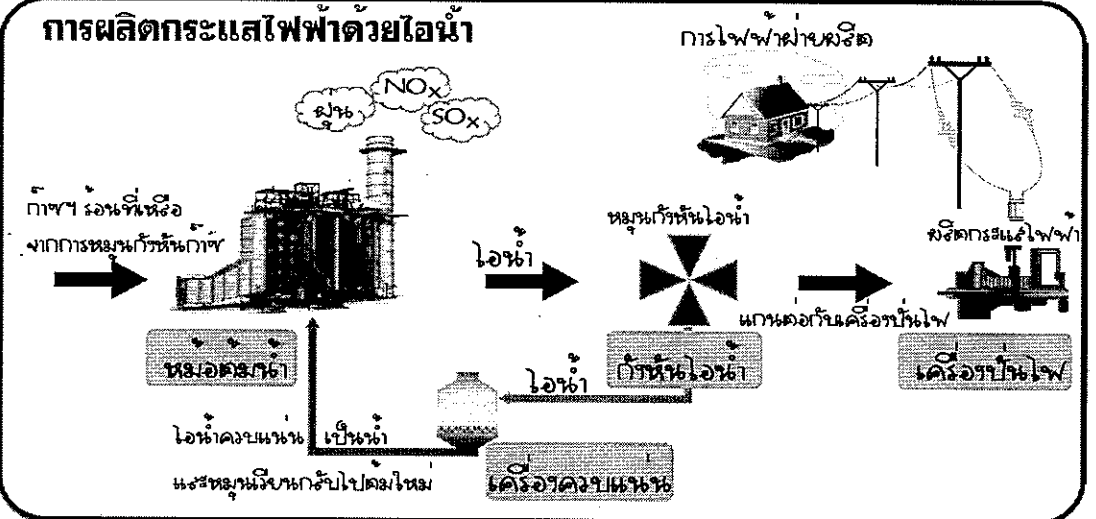 การผลิตกระแสไฟฟ้าด้วยไอน้ำ
การไฟฟ้าฝ่ายผลิต
ฝุ่น
NOx
SOx
ก๊าซฯ ร้อนที่เหลือ
จากการหมุนกังหันก๊าซ
ไอน้ำ
หมุนกังหันไอน้ำ
ผลิตกระแสไฟฟ้า
แกนต่อกับเครื่องปั่นไฟ
หม้อต้มน้ำ
กังหันไอน้ำ
เครื่องปั่นไฟ
ไอน้ำ
ไอน้ำควบแน่น เป็นน้ำ
และหมุนเวียนกลับไปต้มใหม่
เครื่องควบแน่น